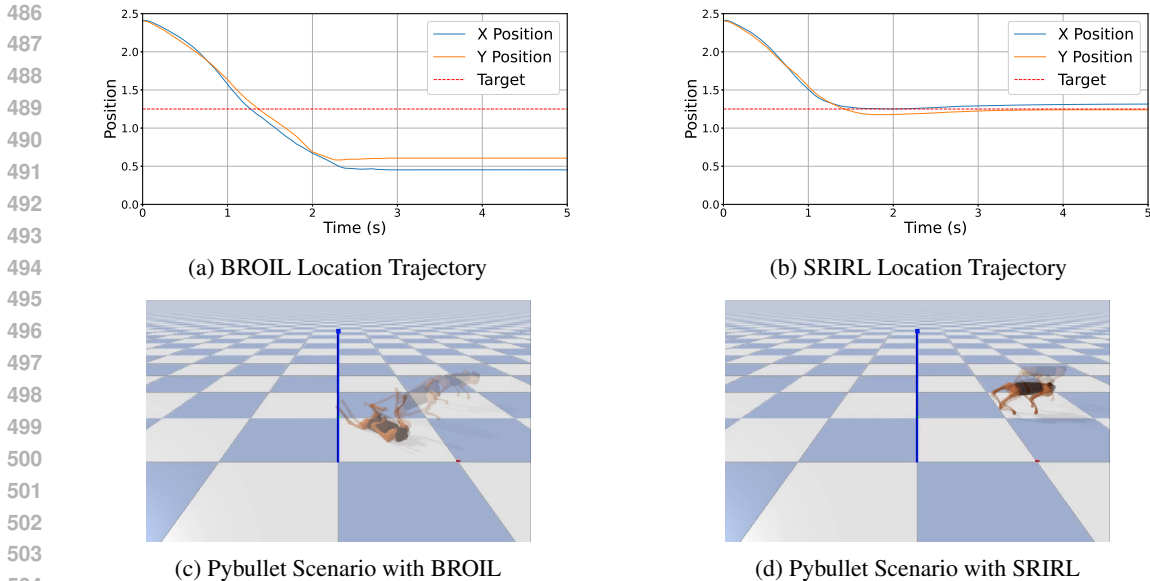 486
487
488
489
490
491
492
493
494
495
496
497
498
499
500
501
502
503
2.5
2.0
1.5
1.0
0.5
0.0
Position
X Position
Y Position
Target
0 1 2 3 4 5
Time (s)
(a) BROIL Location Trajectory
2.5
2.0
1.5
1.0
0.5
0.0
Position
X Position
Y Position
Target
0 1 2 3 4 5
Time (s)
(b) SRIRL Location Trajectory
(c) Pybullet Scenario with BROIL
(d) Pybullet Scenario with SRIRL